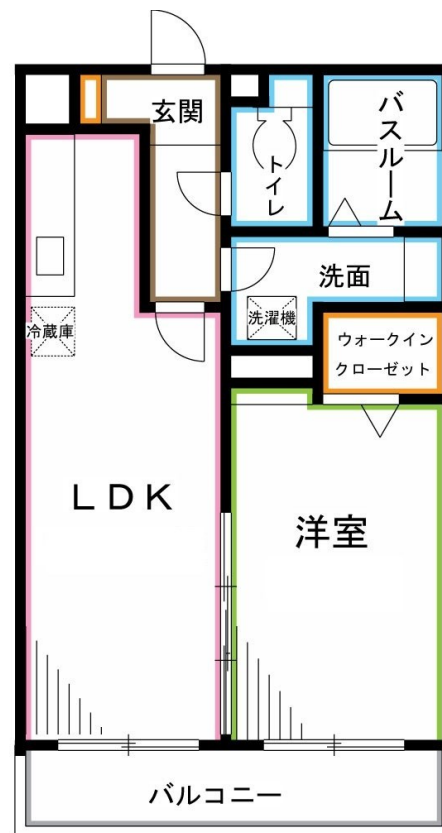 玄関
トイレ
バスルーム
洗面
洗濯機
冷蔵庫
ウォークイン
クローゼット
LDK
洋室
バルコニー